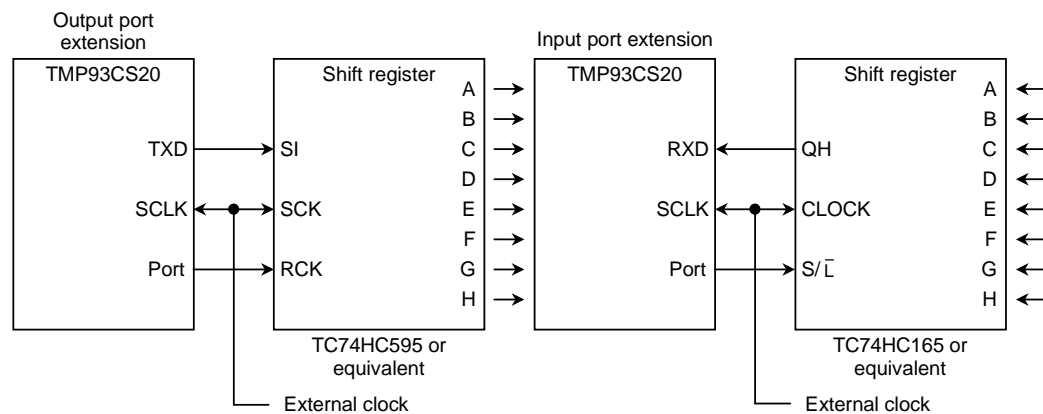 Output port
extension
TMP93CS20
TXD
SCLK
Port
Shift register
SI
SCK
RCK
A
B
C
D
E
F
G
H
TC74HC595 or
equivalent
External clock
Input port extension
TMP93CS20
RXD
SCLK
Port
Shift register
QH
CLOCK
S/L̅
A
B
C
D
E
F
G
H
TC74HC165 or
equivalent
External clock